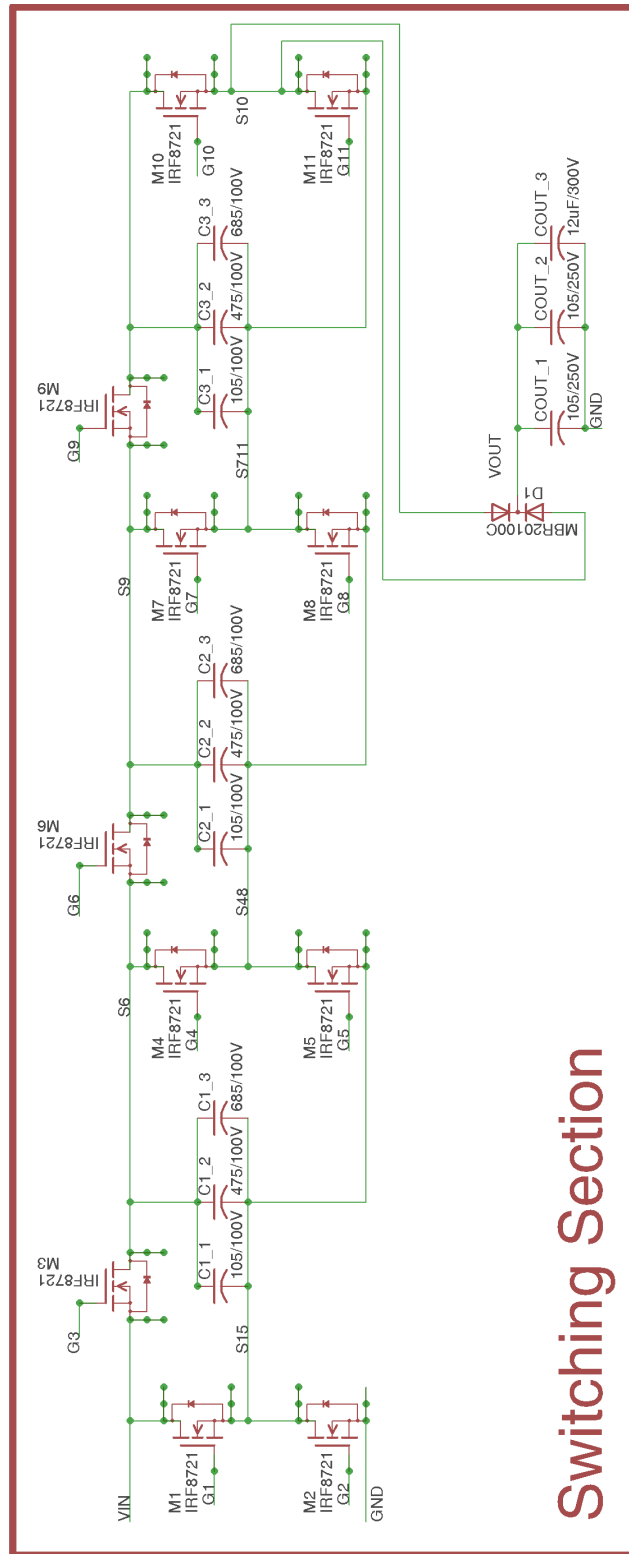 VIN
GND
M1
IRF8721
G1
M2
IRF8721
G2
G3
IRF8721
M3
S15
C1_1
105/100V
C1_2
475/100V
C1_3
685/100V
S6
M4
IRF8721
G4
M5
IRF8721
G5
G6
IRF8721
M6
S48
C2_1
105/100V
C2_2
475/100V
C2_3
685/100V
S9
M7
IRF8721
G7
M8
IRF8721
G8
G9
IRF8721
M9
S711
C3_1
105/100V
C3_2
475/100V
C3_3
685/100V
M10
IRF8721
G10
S10
M11
IRF8721
G11
D1
MBR20100C
VOUT
COUT_1
105/250V
GND
COUT_2
105/250V
COUT_3
12uF/300V
Switching Section